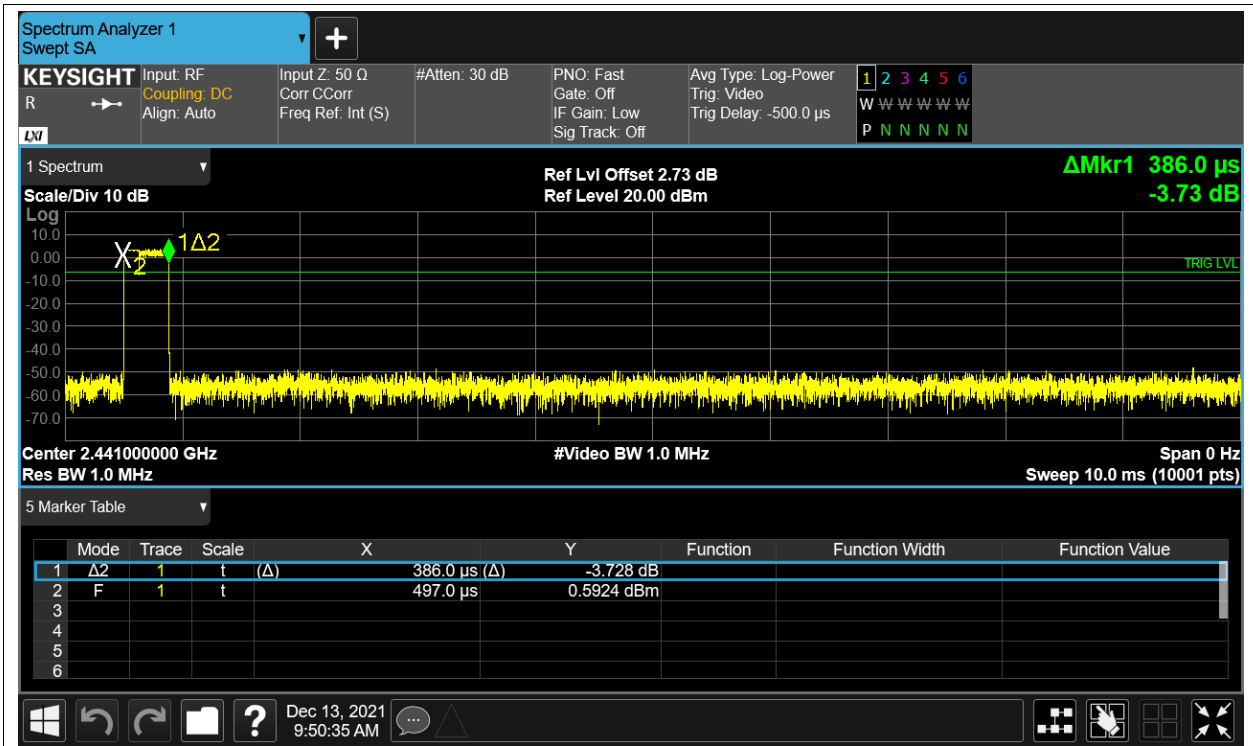 Spectrum Analyzer 1
Swept SA
KEYSIGHT Input: RF Input Z: 50 Ω #Atten: 30 dB PNO: Fast Avg Type: Log-Power 1 2 3 4 5 6
R Coupling: DC Corr CCorr Gate: Off Trig: Video W W W W W W
Align: Auto Freq Ref: Int (S) IF Gain: Low Trig Delay: -500.0 µs
LXI Sig Track: Off P N N N N N
1 Spectrum Ref Lvl Offset 2.73 dB ΔMkr1 386.0 µs
Scale/Div 10 dB Ref Level 20.00 dBm -3.73 dB
Log
10.0
1Δ2
X 2
0.00
TRIG LVL
-10.0
-20.0
-30.0
-40.0
-50.0
-60.0
-70.0
Center 2.441000000 GHz #Video BW 1.0 MHz Span 0 Hz
Res BW 1.0 MHz Sweep 10.0 ms (10001 pts)
5 Marker Table
Mode Trace Scale X Y Function Function Width Function Value
1 Δ2 1 t (Δ) 386.0 µs (Δ) -3.728 dB
2 F 1 t 497.0 µs 0.5924 dBm
3
4
5
6
? Dec 13, 2021
9:50:35 AM